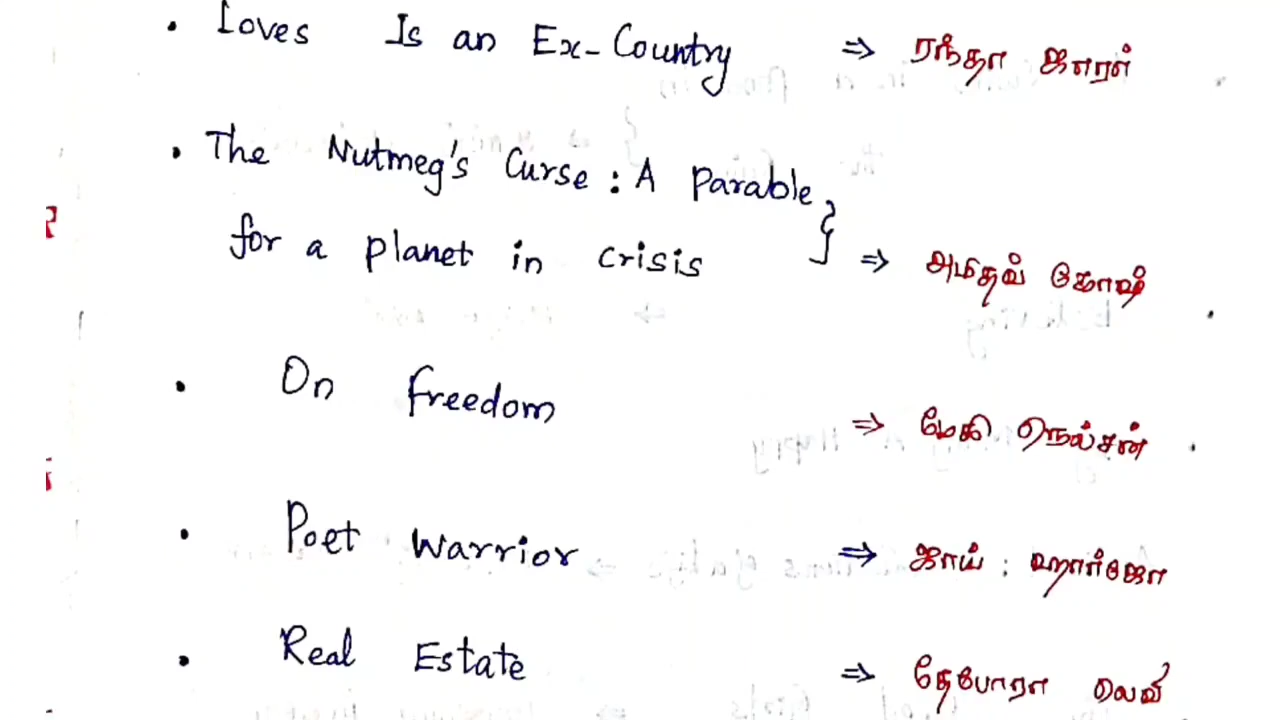 • Loves Is an Ex-Country ⇒ ரந்தா ஜாரர்
• The Nutmeg's Curse : A Parable
for a planet in crisis } ⇒ அமிதவ் கோஷ்
• On freedom ⇒ மேகி நெல்சன்
• Poet Warrior ⇒ ஜாய் : ஹார்ஜோ
• Real Estate ⇒ தேபோரா லெவி